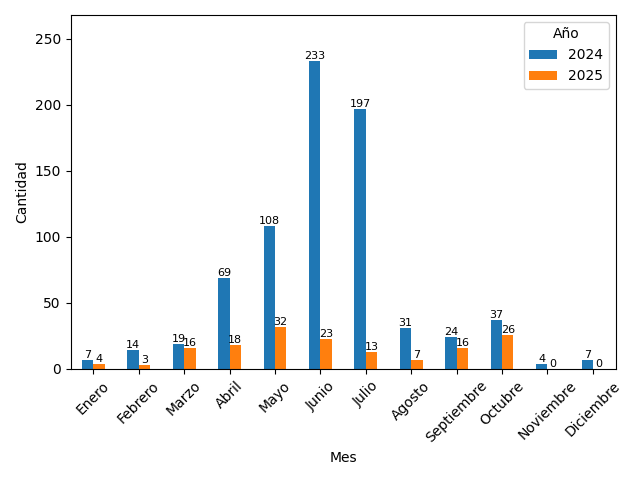 Año
2024
2025
Cantidad
250
200
150
100
50
0
7 4 14 3 19 16 69 18 108 32 233 23 197 13 31 7 24 16 37 26 4 0 7 0
Enero Febrero Marzo Abril Mayo Junio Julio Agosto Septiembre Octubre Noviembre Diciembre
Mes